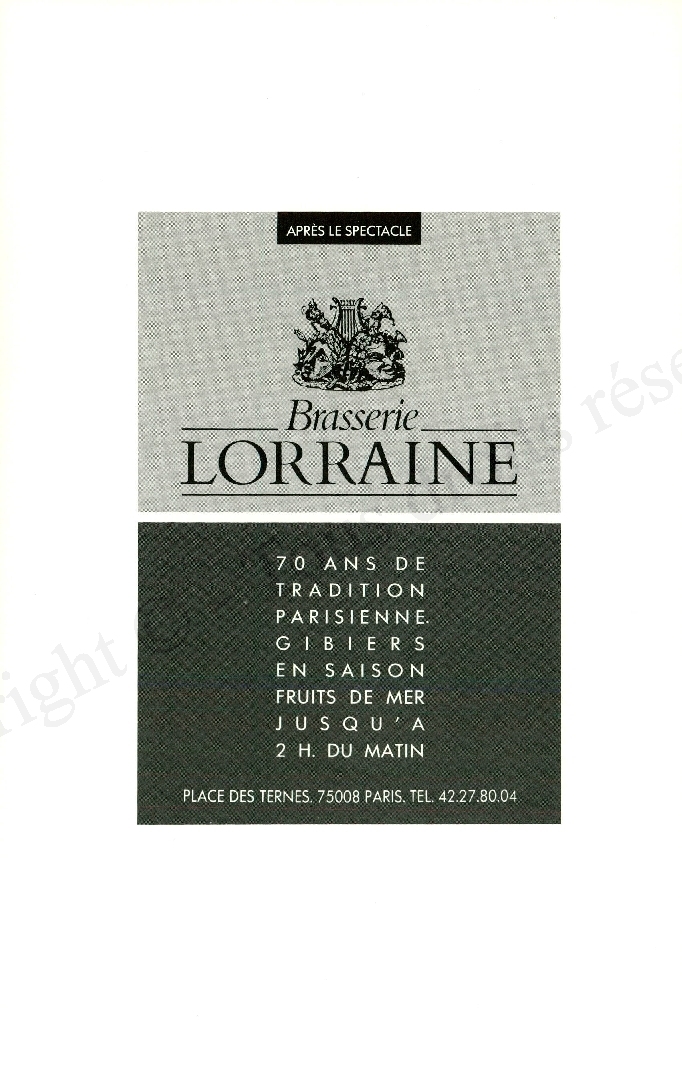 APRÈS LE SPECTACLE
Brasserie
LORRAINE
70 ANS DE
TRADITION
PARISIENNE.
GIBIERS
EN SAISON
FRUITS DE MER
JUSQU'A
2 H. DU MATIN
PLACE DES TERNES. 75008 PARIS. TEL. 42.27.80.04